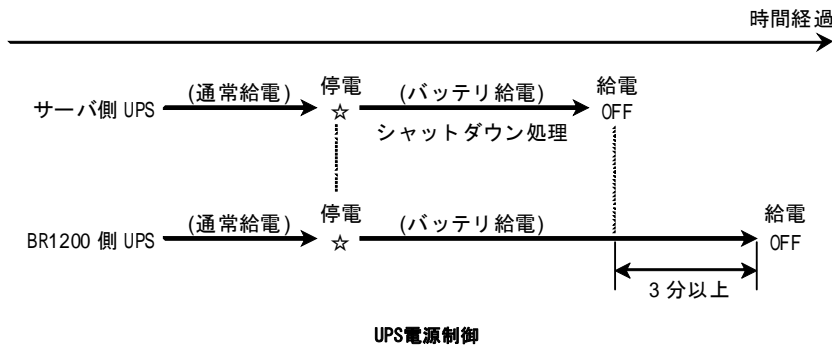 時間経過
(通常給電) 停電 (バッテリ給電) 給電
サーバ側 UPS ☆ OFF
シャットダウン処理
(通常給電) 停電 (バッテリ給電) 給電
BR1200 側 UPS ☆ OFF
3 分以上
UPS電源制御